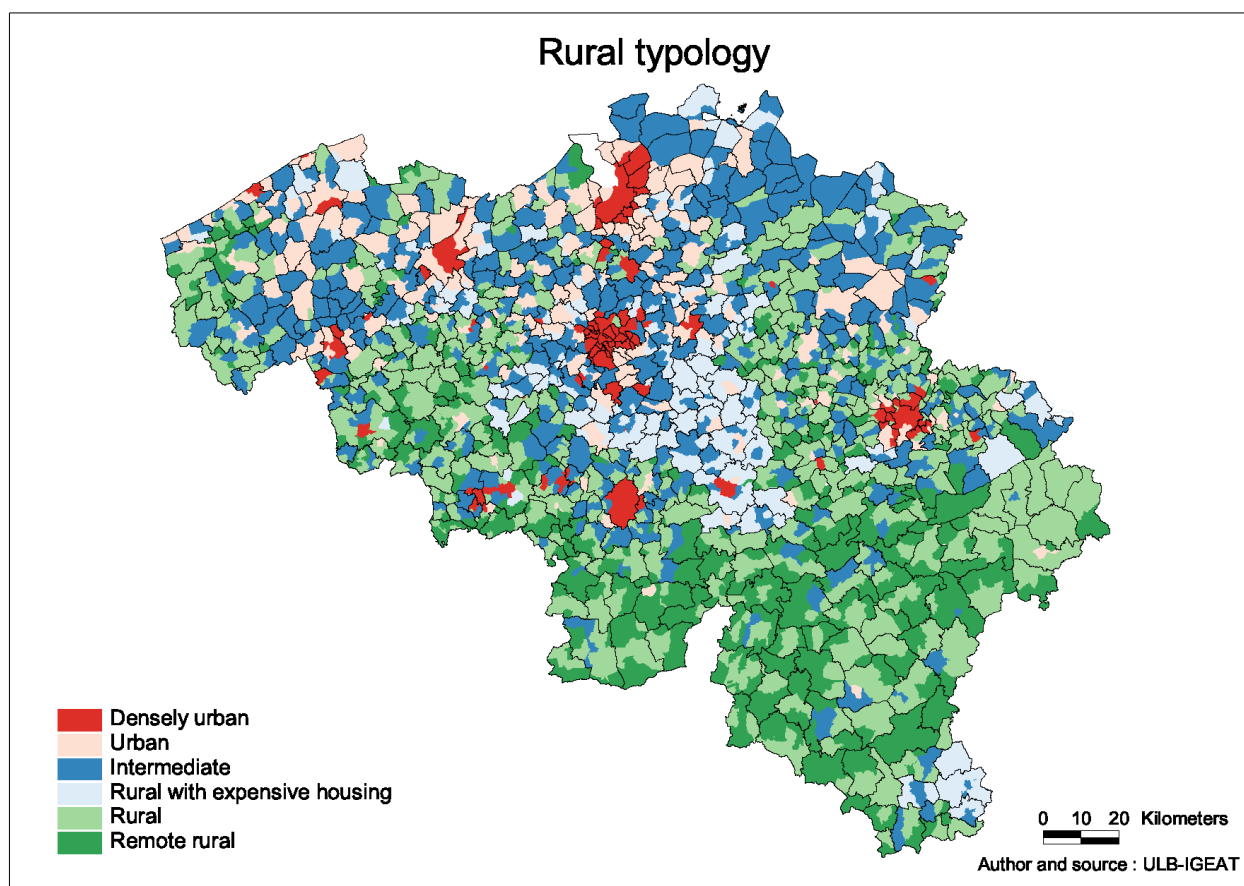 Rural typology
Densely urban
Urban
Intermediate
Rural with expensive housing
Rural
Remote rural
0 10 20 Kilometers
Author and source : ULB-IGEAT